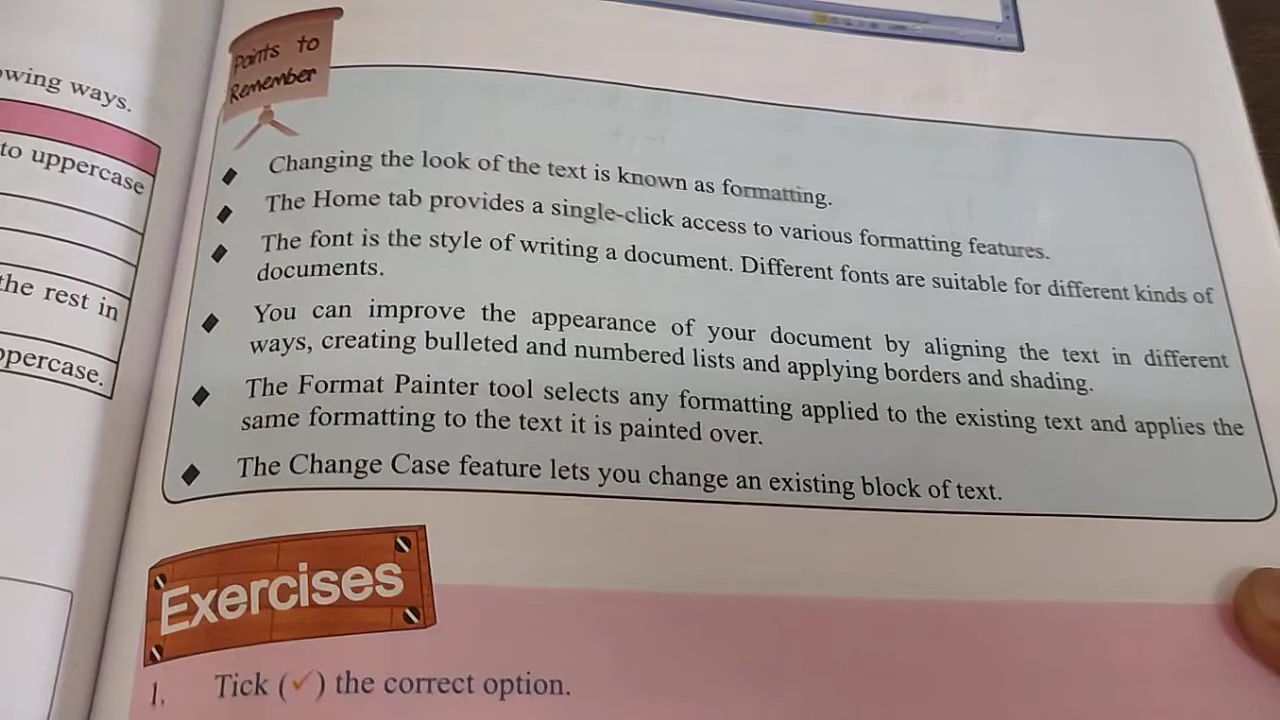 owing ways.
to uppercase
the rest in
ppercase.
Points to
Remember
Changing the look of the text is known as formatting.
The Home tab provides a single-click access to various formatting features.
The font is the style of writing a document. Different fonts are suitable for different kinds of
documents.
You can improve the appearance of your document by aligning the text in different
ways, creating bulleted and numbered lists and applying borders and shading.
The Format Painter tool selects any formatting applied to the existing text and applies the
same formatting to the text it is painted over.
The Change Case feature lets you change an existing block of text.
Exercises
1. Tick (✓) the correct option.